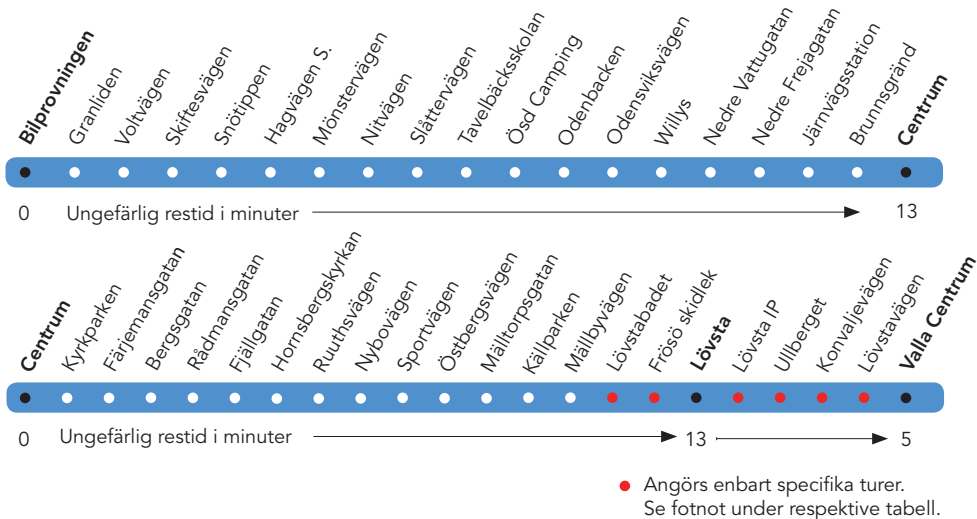 Bilprovningen
Granliden
Voltvägen
Skiftesvägen
Snötippen
Hagvägen S.
Mönstervägen
Nitvägen
Slåttervägen
Tavelbäcksskolan
Ösd Camping
Odenbacken
Odensviksvägen
Willys
Nedre Vattugatan
Nedre Frejagatan
Järnvägsstation
Brunnsgränd
Centrum
0 Ungefärlig restid i minuter 13
Centrum
Kyrkparken
Färjemansgatan
Bergsgatan
Rådmansgatan
Fjällgatan
Hornsbergskyrkan
Ruuthsvägen
Nybovägen
Sportvägen
Östbergsvägen
Mälltorpsgatan
Källparken
Mällbyvägen
Lövstabadet
Frösö skidlek
Lövsta
Lövsta IP
Ullberget
Konvaljevägen
Lövstavägen
Valla Centrum
0 Ungefärlig restid i minuter 13 5
Angörs enbart specifika turer.
Se fotnot under respektive tabell.